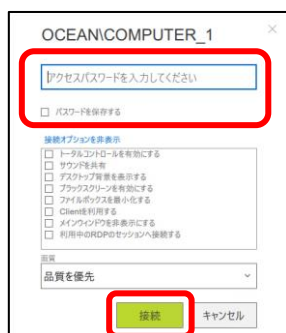 OCEAN\COMPUTER_1
アクセスパスワードを入力してください
パスワードを保存する
接続オプションを非表示
トータルコントロールを有効にする
サウンドを共有
デスクトップ背景を表示する
ブラックスクリーンを有効にする
ファイルボックスを最小化する
Clientを利用する
メインウィンドウを非表示にする
利用中のRDPのセッションへ接続する
画質
品質を優先
接続 キャンセル